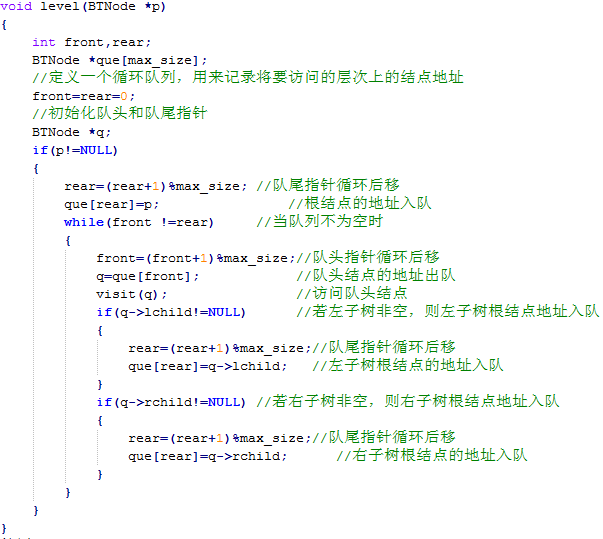 void level(BTNode *p)
{
int front,rear;
BTNode *que[max_size];
//定义一个循环队列，用来记录将要访问的层次上的结点地址
front=rear=0;
//初始化队头和队尾指针
BTNode *q;
if(p!=NULL)
{
rear=(rear+1)%max_size; //队尾指针循环后移
que[rear]=p; //根结点的地址入队
while(front !=rear) //当队列不为空时
{
front=(front+1)%max_size;//队头指针循环后移
q=que[front]; //队头结点的地址出队
visit(q); //访问队头结点
if(q->lchild!=NULL) //若左子树非空，则左子树根结点地址入队
{
rear=(rear+1)%max_size;//队尾指针循环后移
que[rear]=q->lchild; //左子树根结点的地址入队
}
if(q->rchild!=NULL) //若右子树非空，则右子树根结点地址入队
{
rear=(rear+1)%max_size;//队尾指针循环后移
que[rear]=q->rchild; //右子树根结点的地址入队
}
}
}
}